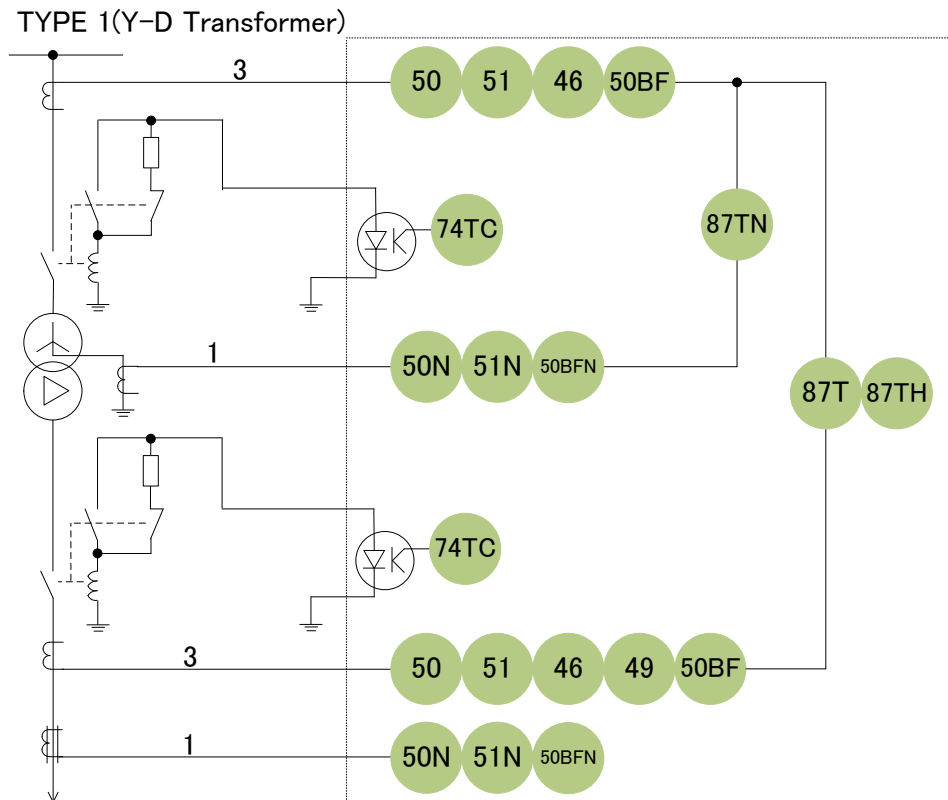 TYPE 1(Y-D Transformer)
3 50 51 46 50BF
74TC 87TN
1 50N 51N 50BFN
87T 87TH
74TC
3 50 51 46 49 50BF
1 50N 51N 50BFN